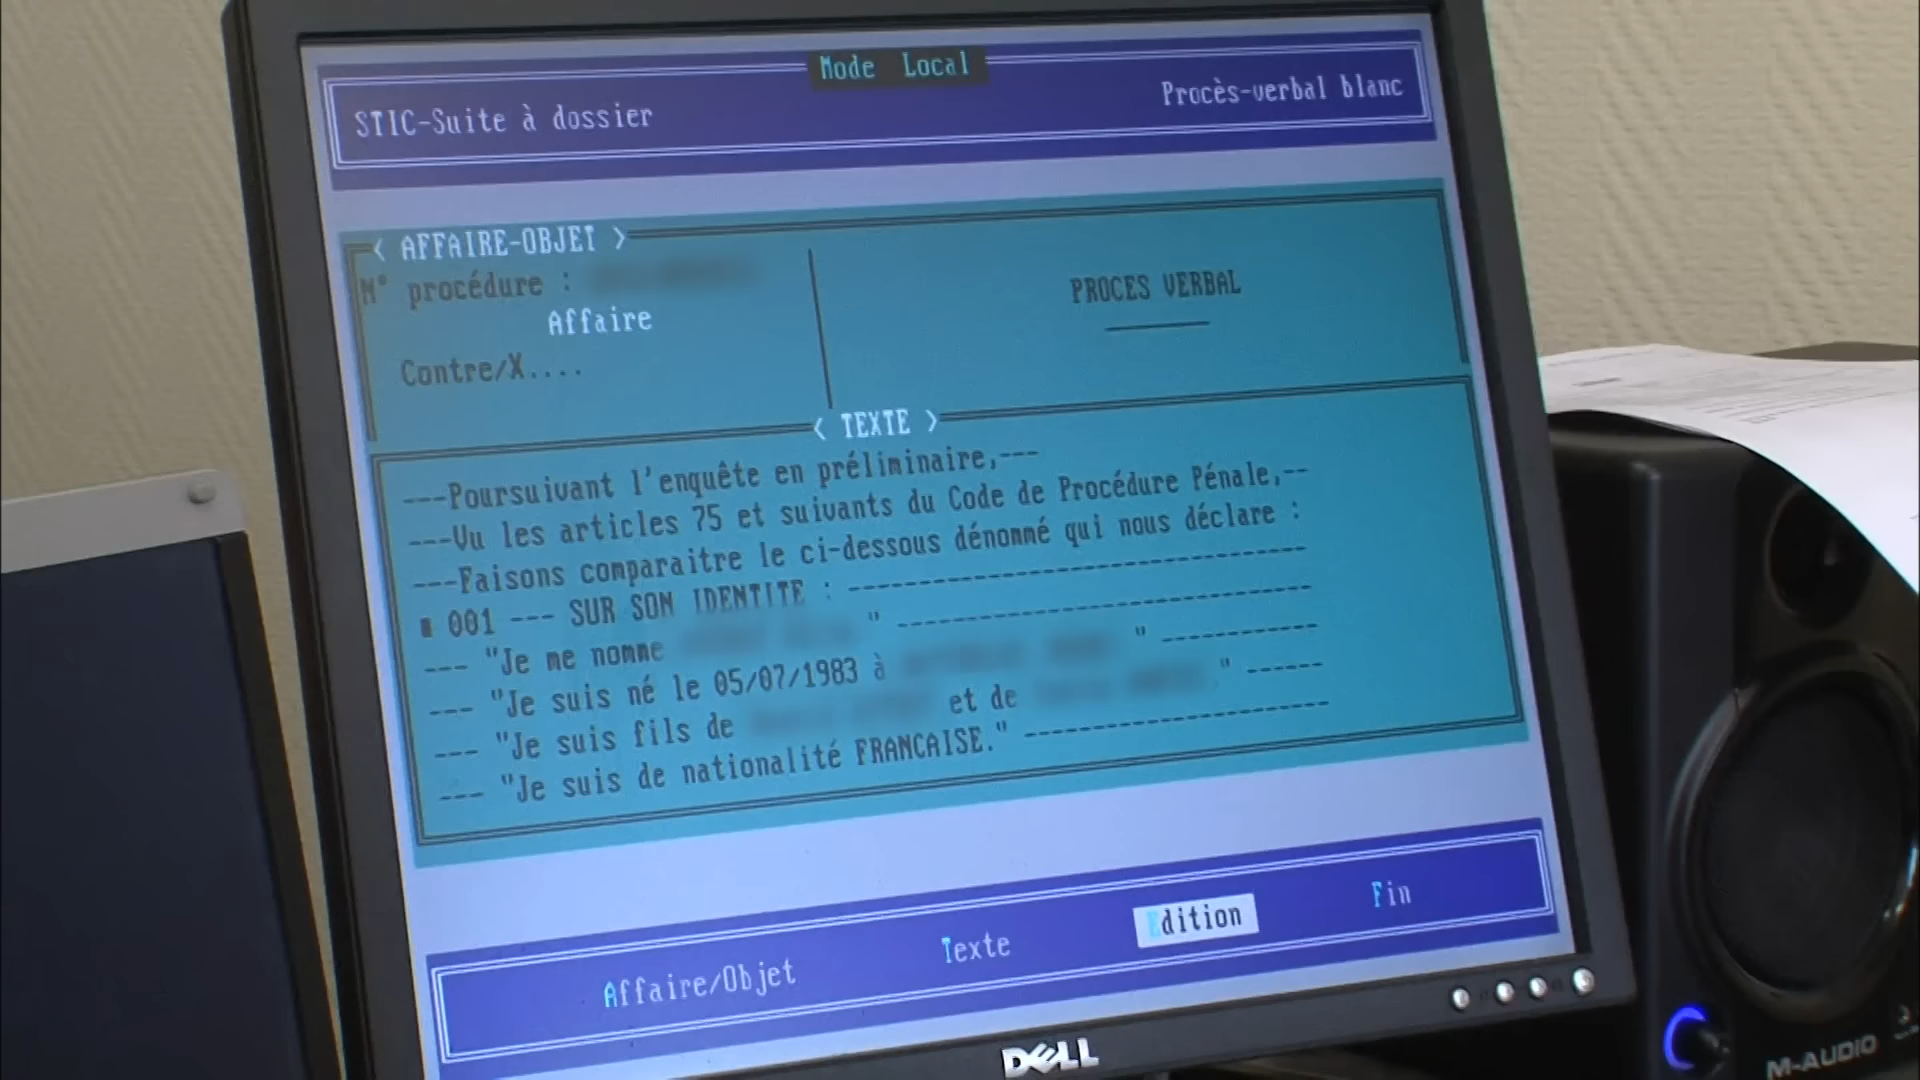 Mode Local
STIC-Suite à dossier
Procès-verbal blanc
< AFFAIRE-OBJET >
N° procédure :
Affaire
Contre/X....
PROCES VERBAL
< TEXTE >
---Poursuivant l'enquête en préliminaire,---
---Vu les articles 75 et suivants du Code de Procédure Pénale,--
---Faisons comparaitre le ci-dessous dénommé qui nous déclare :
001 --- SUR SON IDENTITE : --------------------------------
--- "Je me nomme " -----------------------------
--- "Je suis né le 05/07/1983 à " -----------
--- "Je suis fils de et de " ------
--- "Je suis de nationalité FRANCAISE." ----------------------
Affaire/Objet
Texte
Edition
Fin
DELL
M-AUDIO